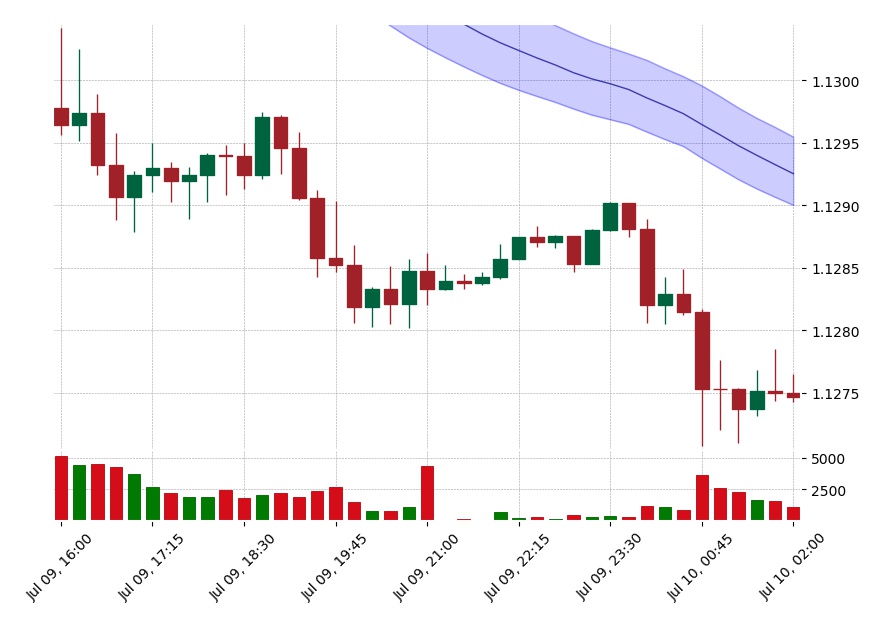 1.1300
1.1295
1.1290
1.1285
1.1280
1.1275
5000
2500
Jul 09, 16:00
Jul 09, 17:15
Jul 09, 18:30
Jul 09, 19:45
Jul 09, 21:00
Jul 09, 22:15
Jul 09, 23:30
Jul 10, 00:45
Jul 10, 02:00